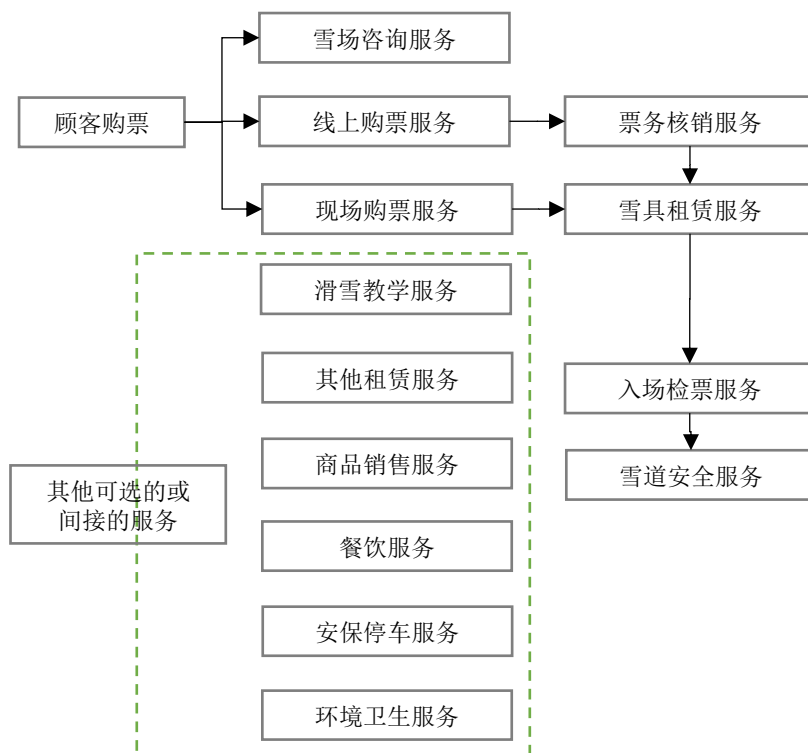 雪场咨询服务
顾客购票
线上购票服务
票务核销服务
现场购票服务
雪具租赁服务
滑雪教学服务
其他租赁服务
入场检票服务
商品销售服务
雪道安全服务
其他可选的或
间接的服务
餐饮服务
安保停车服务
环境卫生服务